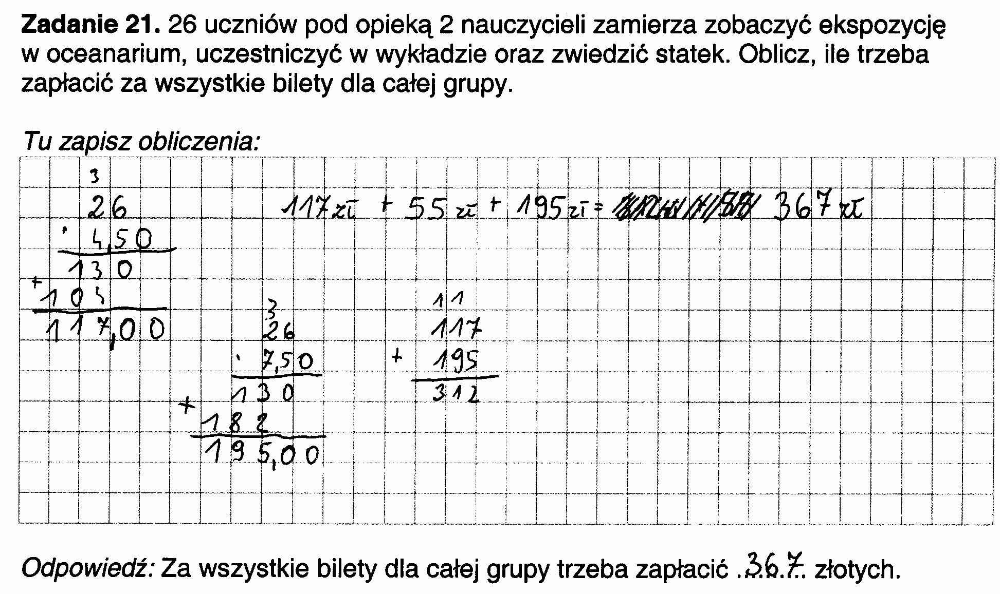 Zadanie 21. 26 uczniów pod opieką 2 nauczycieli zamierza zobaczyć ekspozycję
w oceanarium, uczestniczyć w wykładzie oraz zwiedzić statek. Oblicz, ile trzeba
zapłacić za wszystkie bilety dla całej grupy.
Tu zapisz obliczenia:
3
26
· 4,50
130
+ 104
117,00
117 zł + 55 zł + 195 zł = 367 zł
3
26
· 7,50
130
+ 182
195,00
11
117
+ 195
312
Odpowiedź: Za wszystkie bilety dla całej grupy trzeba zapłacić .367.. złotych.